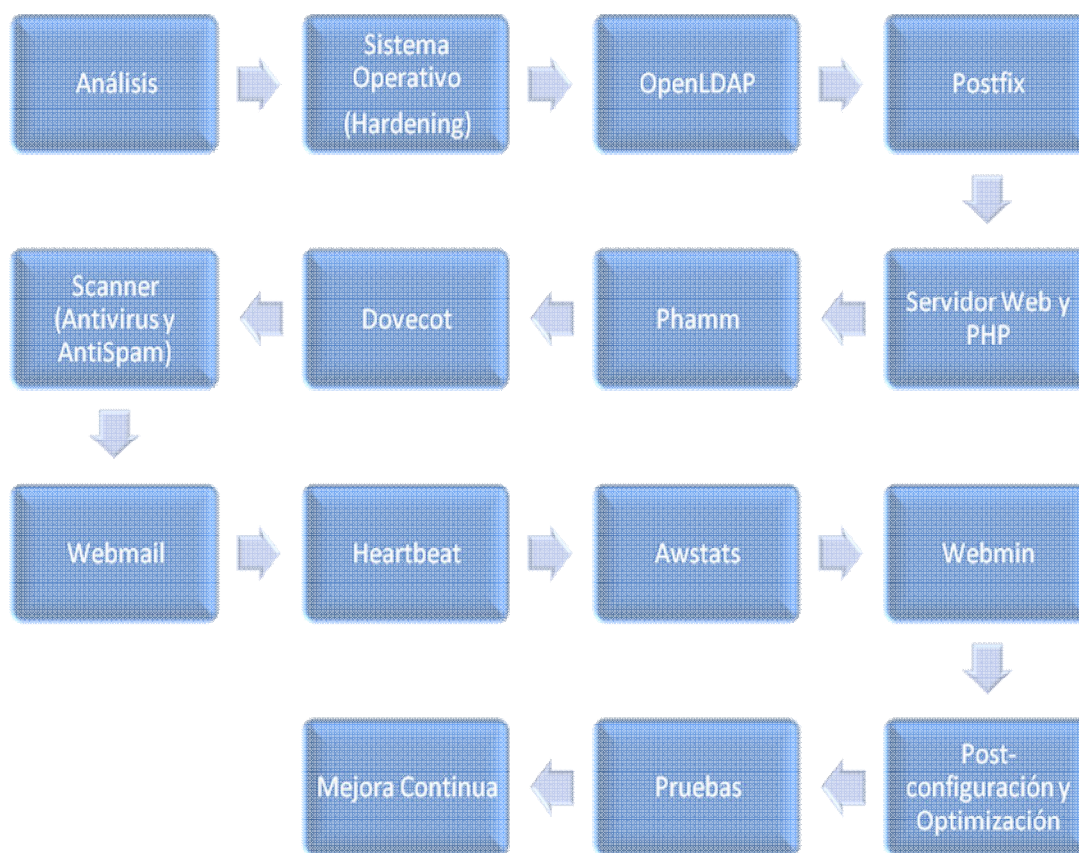 Análisis
Sistema
Operativo
(Hardening)
OpenLDAP
Postfix
Servidor Web y
PHP
Phamm
Dovecot
Scanner
(Antivirus y
AntiSpam)
Webmail
Heartbeat
Awstats
Webmin
Post-
configuración y
Optimización
Pruebas
Mejora Continua